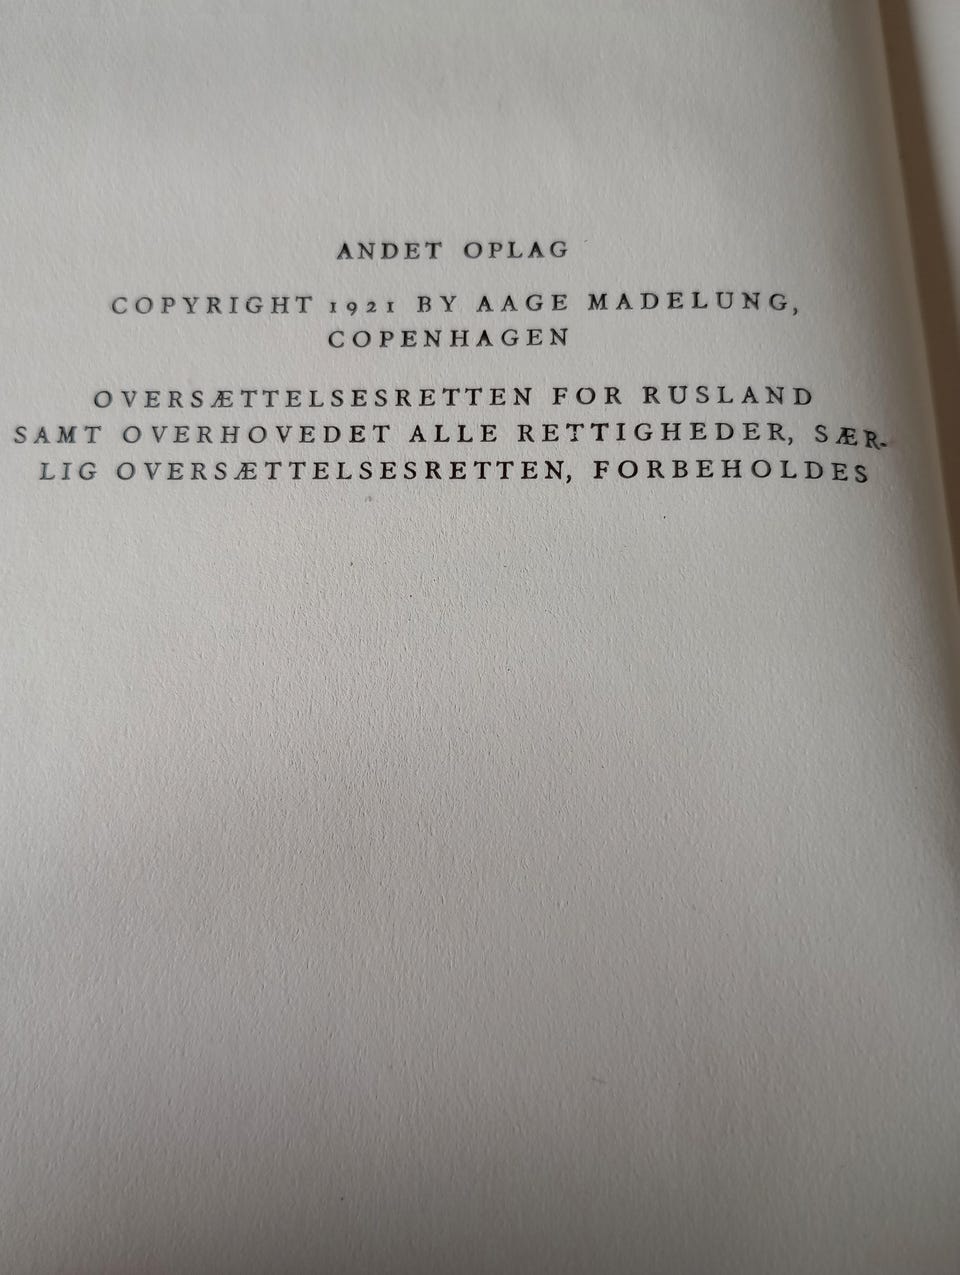 ANDET OPLAG
COPYRIGHT 1921 BY AAGE MADELUNG,
COPENHAGEN
OVERSÆTTELSESRETTEN FOR RUSLAND
SAMT OVERHOVEDET ALLE RETTIGHEDER, SÆR-
LIG OVERSÆTTELSESRETTEN, FORBEHOLDES